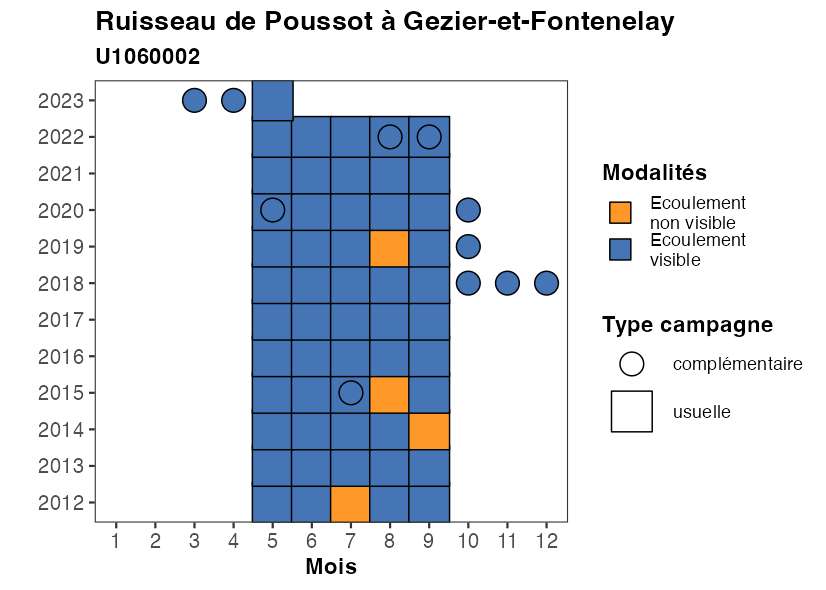 Ruisseau de Poussot à Gezier-et-Fontenelay
U1060002
2023
2022
2021
2020
2019
2018
2017
2016
2015
2014
2013
2012
1 2 3 4 5 6 7 8 9 10 11 12
Mois
Modalités
Ecoulement
non visible
Ecoulement
visible
Type campagne
complémentaire
usuelle